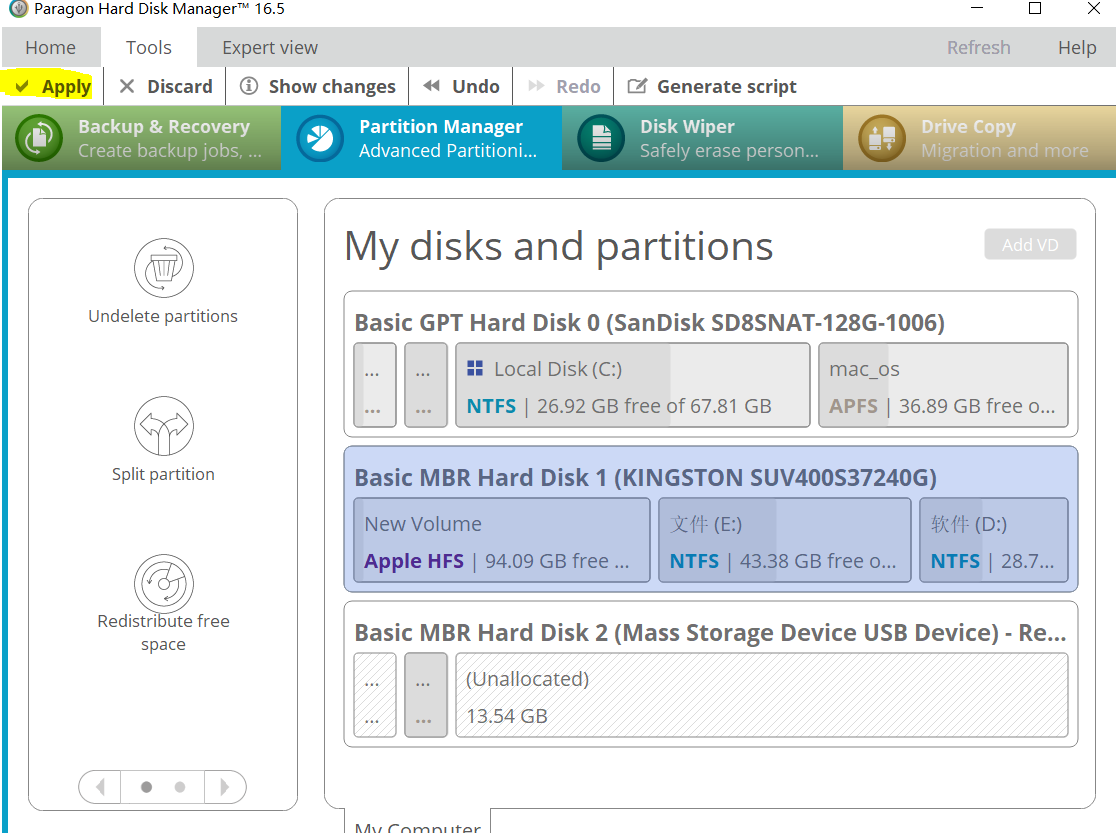 Paragon Hard Disk Manager™ 16.5
Home Tools Expert view Refresh Help
Apply Discard Show changes Undo Redo Generate script
Backup & Recovery
Create backup jobs, ...
Partition Manager
Advanced Partitioni...
Disk Wiper
Safely erase person...
Drive Copy
Migration and more
Undelete partitions
Split partition
Redistribute free
space
My disks and partitions
Add VD
Basic GPT Hard Disk 0 (SanDisk SD8SNAT-128G-1006)
... ... Local Disk (C:) mac_os
... ... NTFS | 26.92 GB free of 67.81 GB APFS | 36.89 GB free o...
Basic MBR Hard Disk 1 (KINGSTON SUV400S37240G)
New Volume 文件 (E:) 软件 (D:)
Apple HFS | 94.09 GB free ... NTFS | 43.38 GB free o... NTFS | 28.7...
Basic MBR Hard Disk 2 (Mass Storage Device USB Device) - Re...
... ... (Unallocated)
... ... 13.54 GB
My Computer